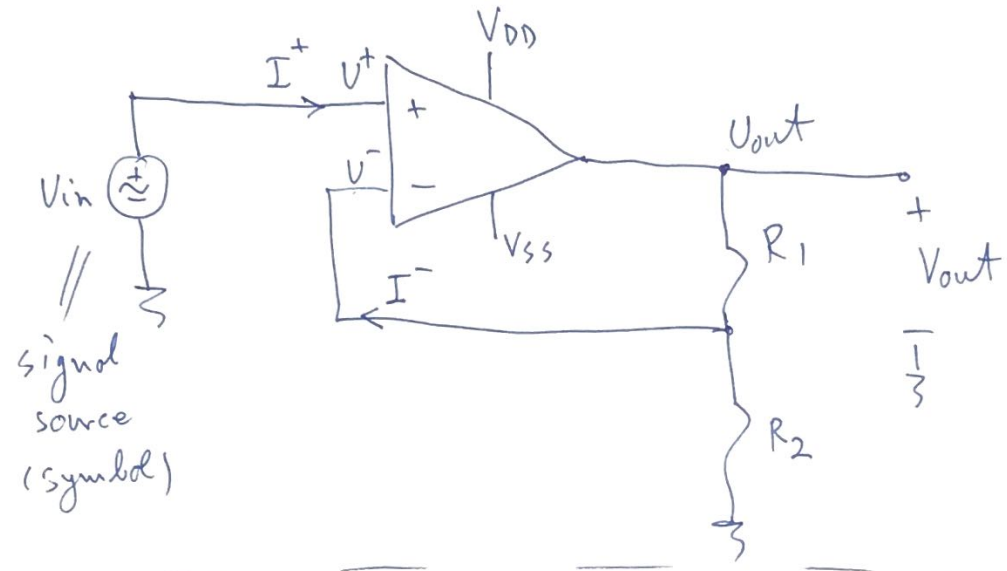 VDD
I⁺
V⁺
+
Vout
V⁻
−
Vin
±
+
VSS
R1
Vout
I⁻
−
signal
source
(symbol)
R2